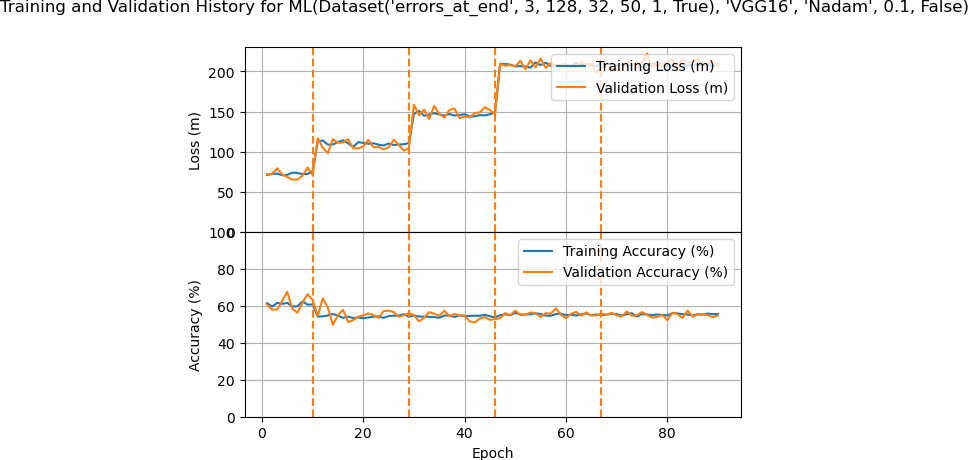 Training and Validation History for ML(Dataset('errors_at_end', 3, 128, 32, 50, 1, True), 'VGG16', 'Nadam', 0.1, False)
200
150
100
50
0
Loss (m)
Training Loss (m)
Validation Loss (m)
100
80
60
40
20
0
Accuracy (%)
Training Accuracy (%)
Validation Accuracy (%)
0 20 40 60 80
Epoch